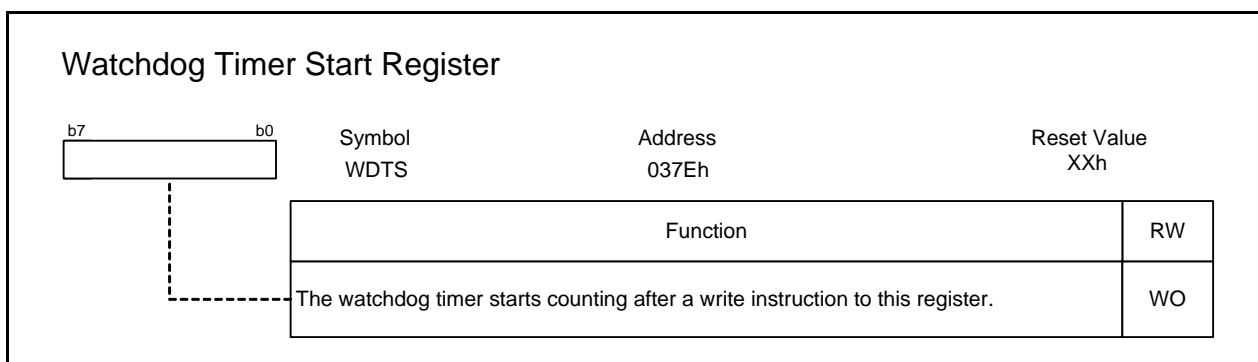 Watchdog Timer Start Register
b7 b0 Symbol Address Reset Value
WDTS 037Eh XXh
Function RW
The watchdog timer starts counting after a write instruction to this register. WO